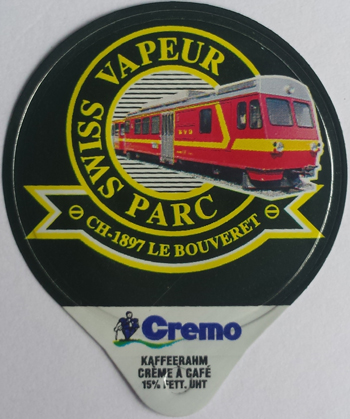 SWISS VAPEUR
PARC
CH-1897 LE BOUVERET
Cremo
KAFFEERAHM
CRÈME À CAFÉ
15% FETT. UHT